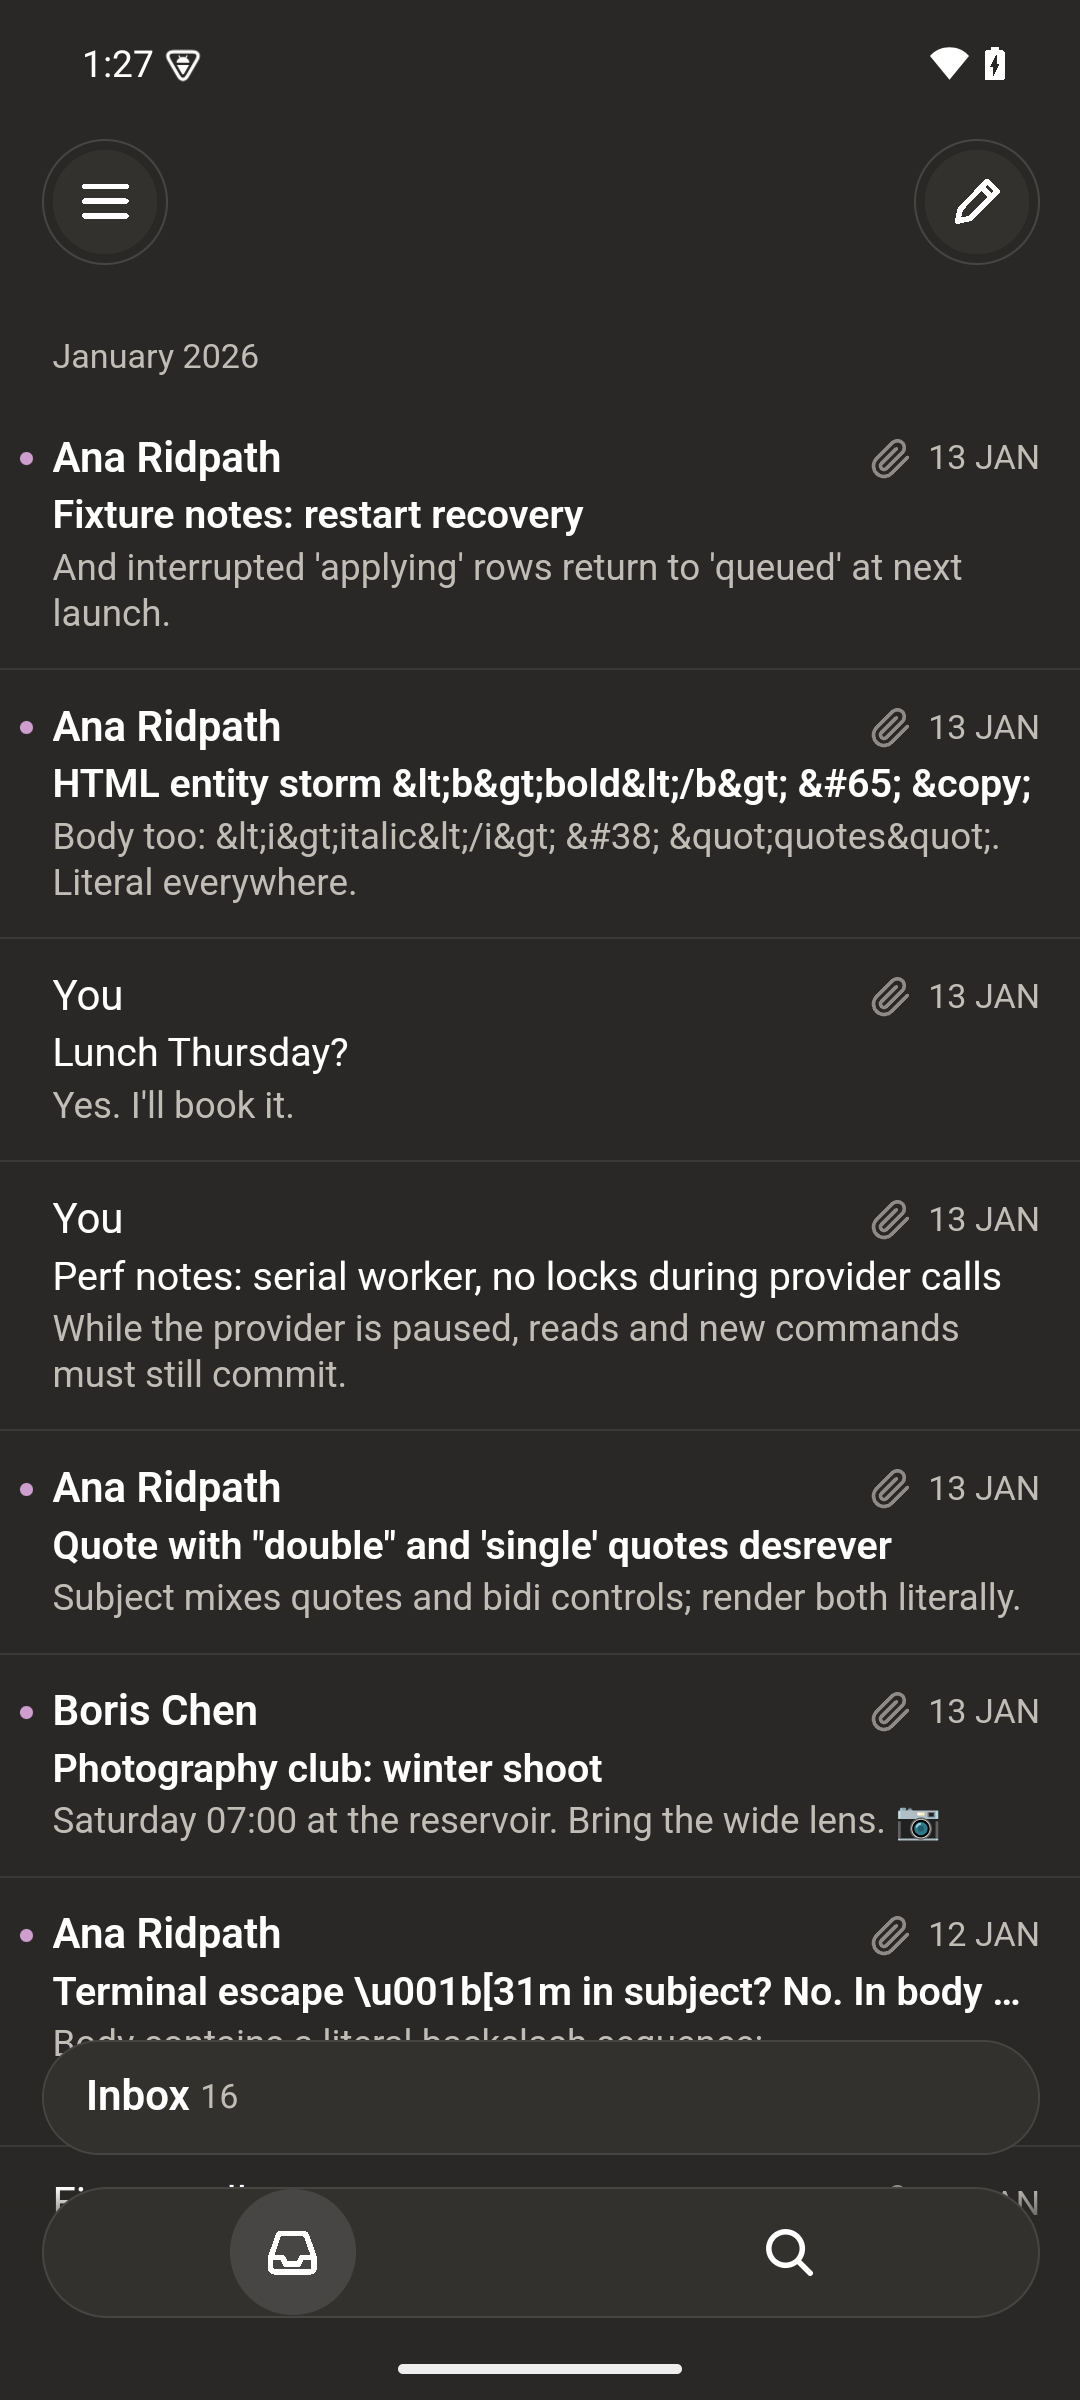 1:27
January 2026
Ana Ridpath 13 JAN
Fixture notes: restart recovery
And interrupted 'applying' rows return to 'queued' at next
launch.
Ana Ridpath 13 JAN
HTML entity storm &lt;b&gt;bold&lt;/b&gt; &#65; &copy;
Body too: &lt;i&gt;italic&lt;/i&gt; &#38; &quot;quotes&quot;.
Literal everywhere.
You 13 JAN
Lunch Thursday?
Yes. I'll book it.
You 13 JAN
Perf notes: serial worker, no locks during provider calls
While the provider is paused, reads and new commands
must still commit.
Ana Ridpath 13 JAN
Quote with "double" and 'single' quotes desrever
Subject mixes quotes and bidi controls; render both literally.
Boris Chen 13 JAN
Photography club: winter shoot
Saturday 07:00 at the reservoir. Bring the wide lens. 📷
Ana Ridpath 12 JAN
Terminal escape \u001b[31m in subject? No. In body …
Body contains a literal backslash sequence:
Inbox 16